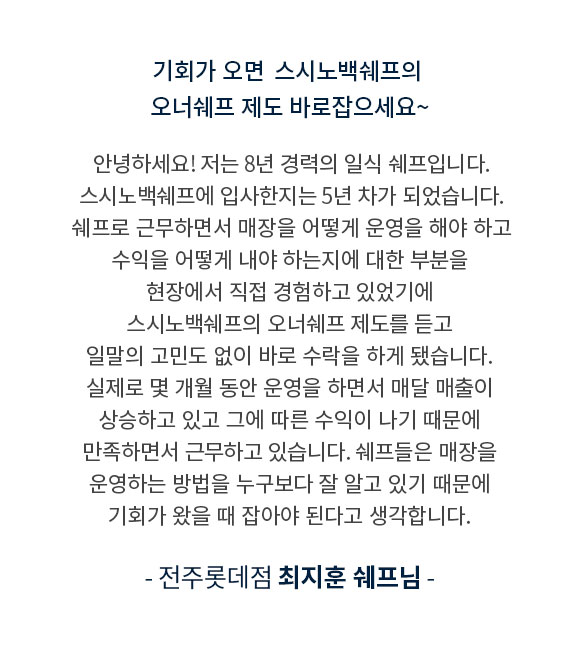 기회가 오면 스시노백쉐프의
오너쉐프 제도 바로잡으세요~
안녕하세요! 저는 8년 경력의 일식 쉐프입니다.
스시노백쉐프에 입사한지는 5년 차가 되었습니다.
쉐프로 근무하면서 매장을 어떻게 운영을 해야 하고
수익을 어떻게 내야 하는지에 대한 부분을
현장에서 직접 경험하고 있었기에
스시노백쉐프의 오너쉐프 제도를 듣고
일말의 고민도 없이 바로 수락을 하게 됐습니다.
실제로 몇 개월 동안 운영을 하면서 매달 매출이
상승하고 있고 그에 따른 수익이 나기 때문에
만족하면서 근무하고 있습니다. 쉐프들은 매장을
운영하는 방법을 누구보다 잘 알고 있기 때문에
기회가 왔을 때 잡아야 된다고 생각합니다.
- 전주롯데점 최지훈 쉐프님 -